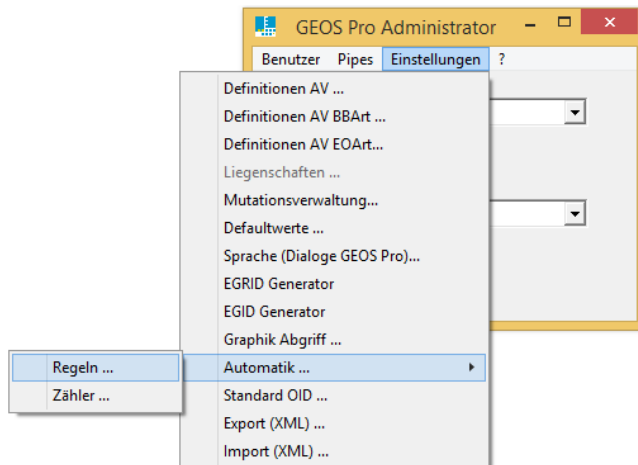 GEOS Pro Administrator
Benutzer Pipes Einstellungen ?
Definitionen AV ...
Definitionen AV BBArt ...
Definitionen AV EOArt...
Liegenschaften ...
Mutationsverwaltung...
Defaultwerte ...
Sprache (Dialoge GEOS Pro)...
EGRID Generator
EGID Generator
Graphik Abgriff ...
Automatik ...
Regeln ...
Zähler ...
Standard OID ...
Export (XML) ...
Import (XML) ...